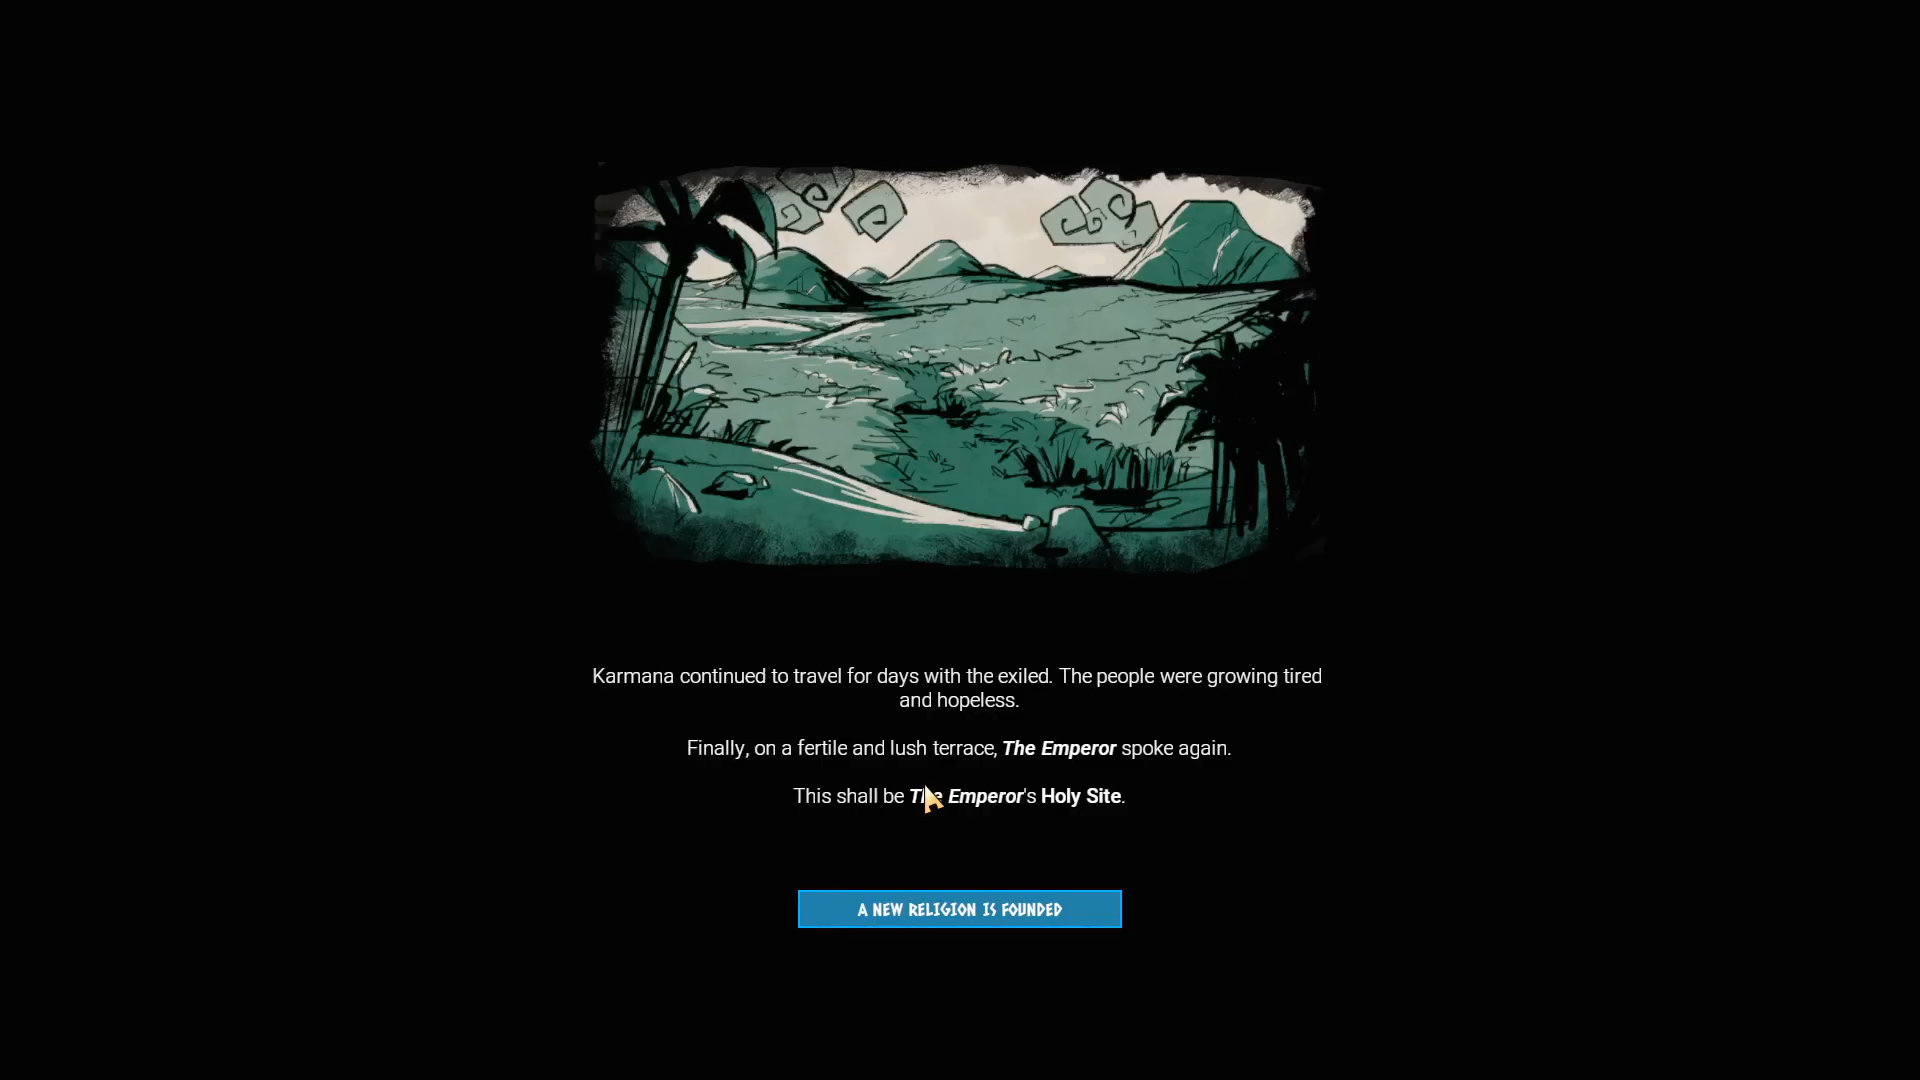 Karmana continued to travel for days with the exiled. The people were growing tired
and hopeless.
Finally, on a fertile and lush terrace, The Emperor spoke again.
This shall be The Emperor's Holy Site.
A NEW RELIGION IS FOUNDED